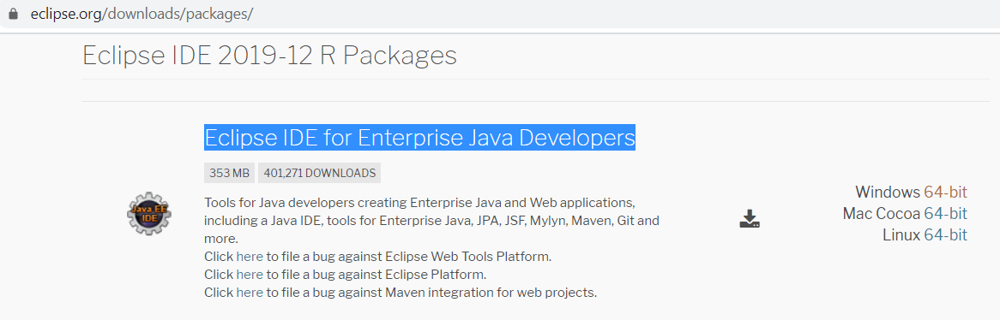 eclipse.org/downloads/packages/
Eclipse IDE 2019-12 R Packages
Eclipse IDE for Enterprise Java Developers
353 MB 401,271 DOWNLOADS
Java EE
IDE
Tools for Java developers creating Enterprise Java and Web applications,
including a Java IDE, tools for Enterprise Java, JPA, JSF, Mylyn, Maven, Git and
more.
Click here to file a bug against Eclipse Web Tools Platform.
Click here to file a bug against Eclipse Platform.
Click here to file a bug against Maven integration for web projects.
Windows 64-bit
Mac Cocoa 64-bit
Linux 64-bit